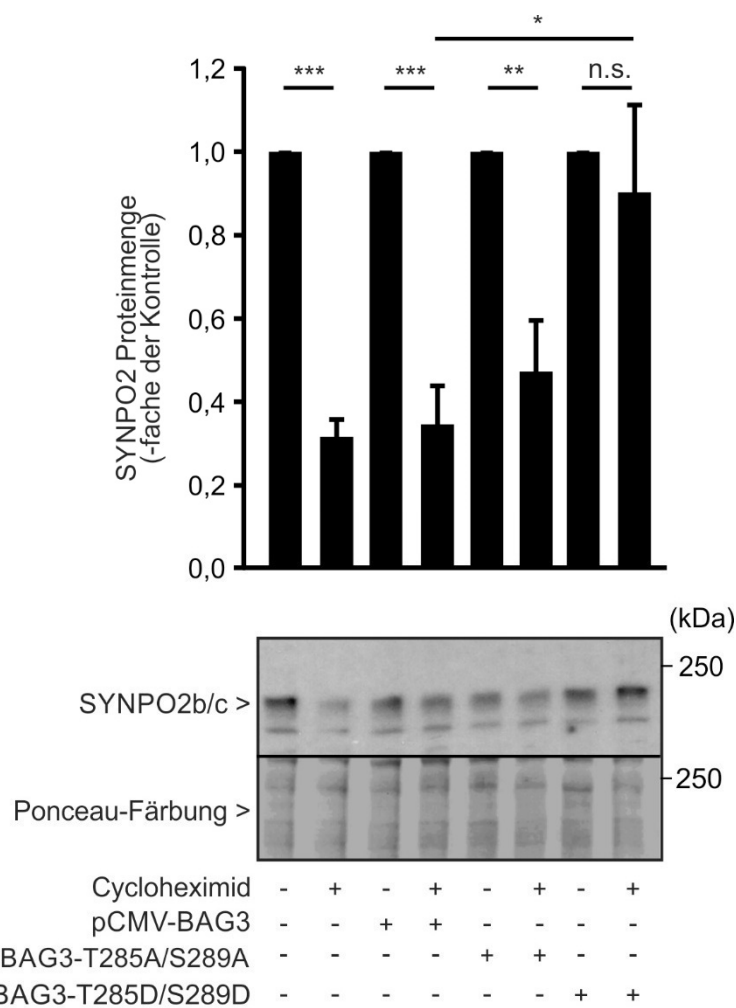 *
*** *** ** n.s.
1,2
1,0
0,8
0,6
0,4
0,2
0,0
SYNPO2 Proteinmenge
(-fache der Kontrolle)
(kDa)
250
SYNPO2b/c >
250
Ponceau-Färbung >
Cycloheximid - + - + - + - +
pCMV-BAG3 - - + + - - - -
BAG3-T285A/S289A - - - - + + - -
BAG3-T285D/S289D - - - - - - + +